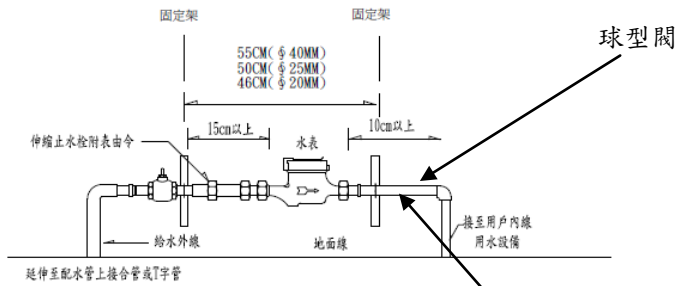 固定架
固定架
球型閥
55CM(ϕ40MM)
50CM(ϕ25MM)
46CM(ϕ20MM)
15cm以上
10cm以上
伸縮止水栓附表由令
水表
給水外線
地面線
接至用戶內線
用水設備
延伸至配水管上接合管或T字管